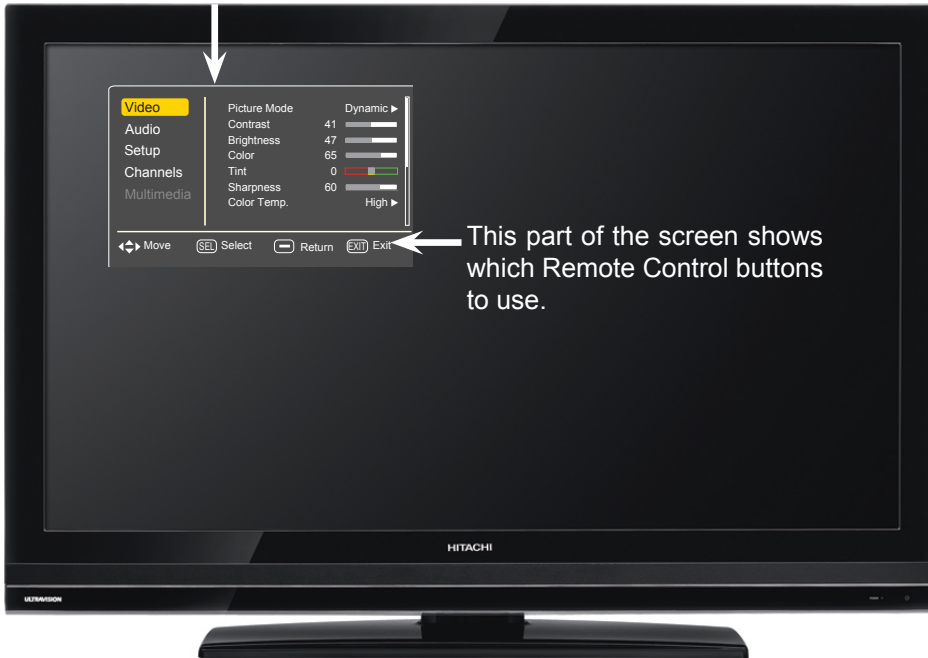 Video
Audio
Setup
Channels
Multimedia
Picture Mode Dynamic
Contrast 41
Brightness 47
Color 65
Tint 0
Sharpness 60
Color Temp. High
Move SEL Select Return EXIT Exit
This part of the screen shows
which Remote Control buttons
to use.
HITACHI
ULTRAVISION